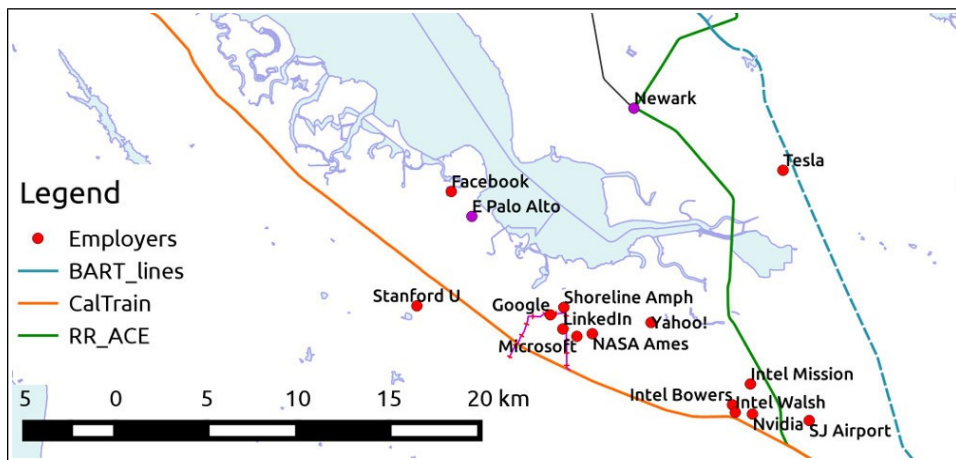 Newark
Tesla
Facebook
E Palo Alto
Legend
Employers
BART_lines
CalTrain
RR_ACE
Stanford U
Google
Shoreline Amph
LinkedIn
Yahoo!
Microsoft
NASA Ames
Intel Mission
Intel Bowers
Intel Walsh
Nvidia
SJ Airport
5 0 5 10 15 20 km